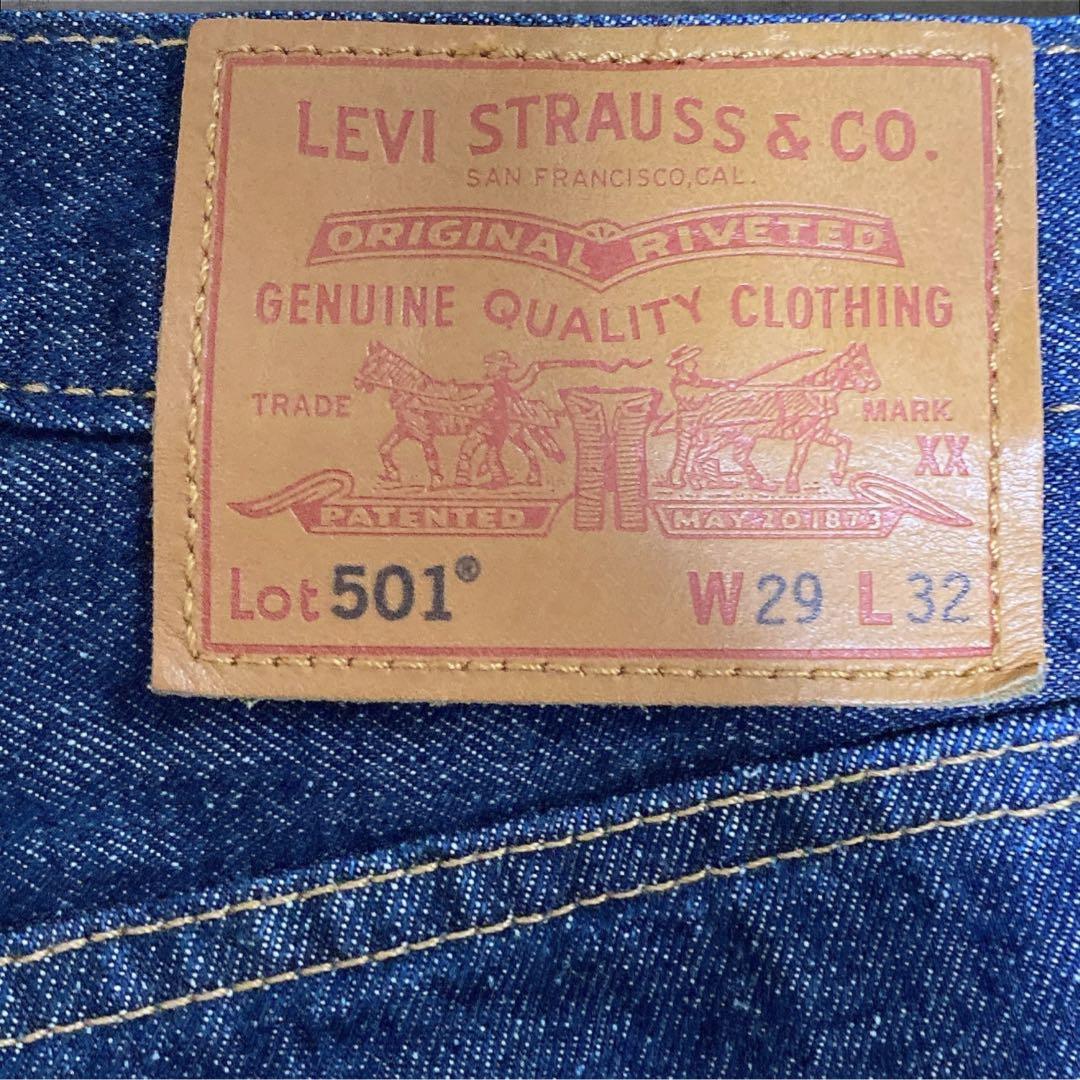 LEVI STRAUSS & CO.
SAN FRANCISCO, CAL.
ORIGINAL RIVETED
GENUINE QUALITY CLOTHING
TRADE MARK
XX
PATENTED MAY 20 1873
Lot 501® W 29 L 32